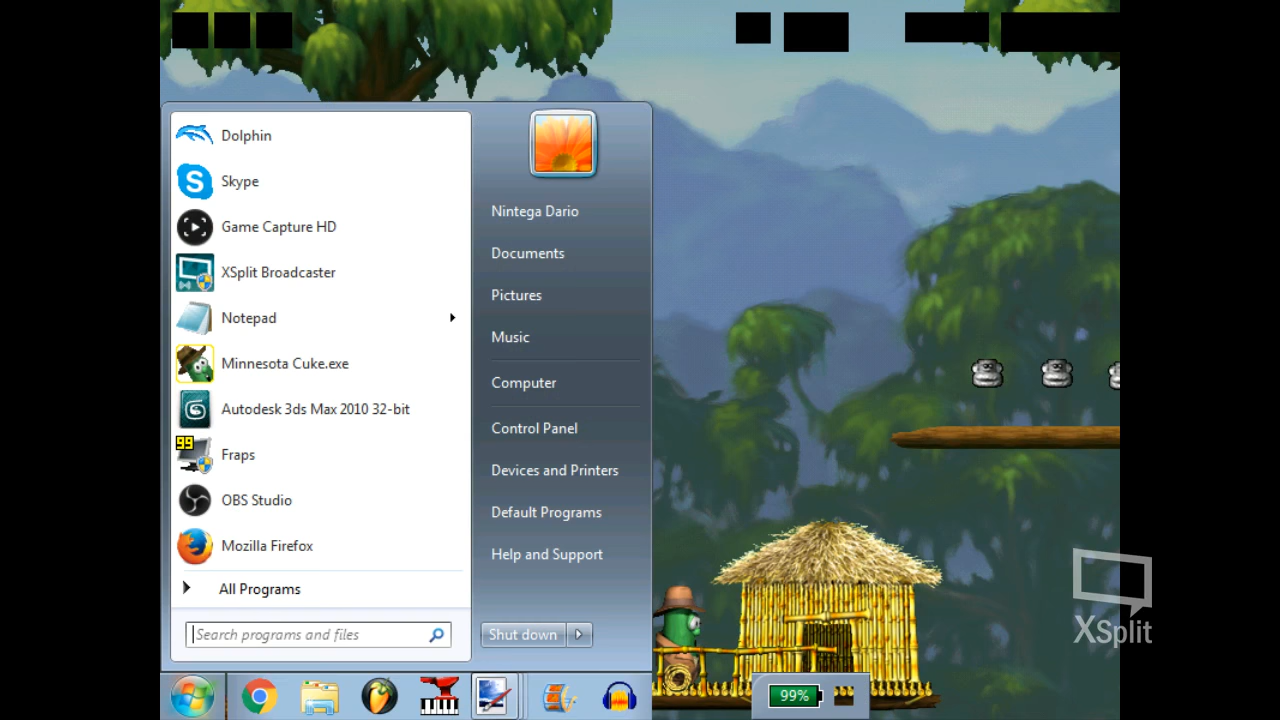 Dolphin
Skype
Game Capture HD
XSplit Broadcaster
Notepad
Minnesota Cuke.exe
Autodesk 3ds Max 2010 32-bit
99
Fraps
OBS Studio
Mozilla Firefox
All Programs
Search programs and files
Nintega Dario
Documents
Pictures
Music
Computer
Control Panel
Devices and Printers
Default Programs
Help and Support
Shut down
99%
XSplit